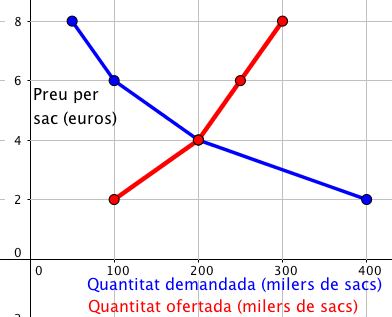 8
6
Preu per
sac (euros)
4
2
0
0 100 200 300 400
Quantitat demandada (milers de sacs)
Quantitat ofertada (milers de sacs)